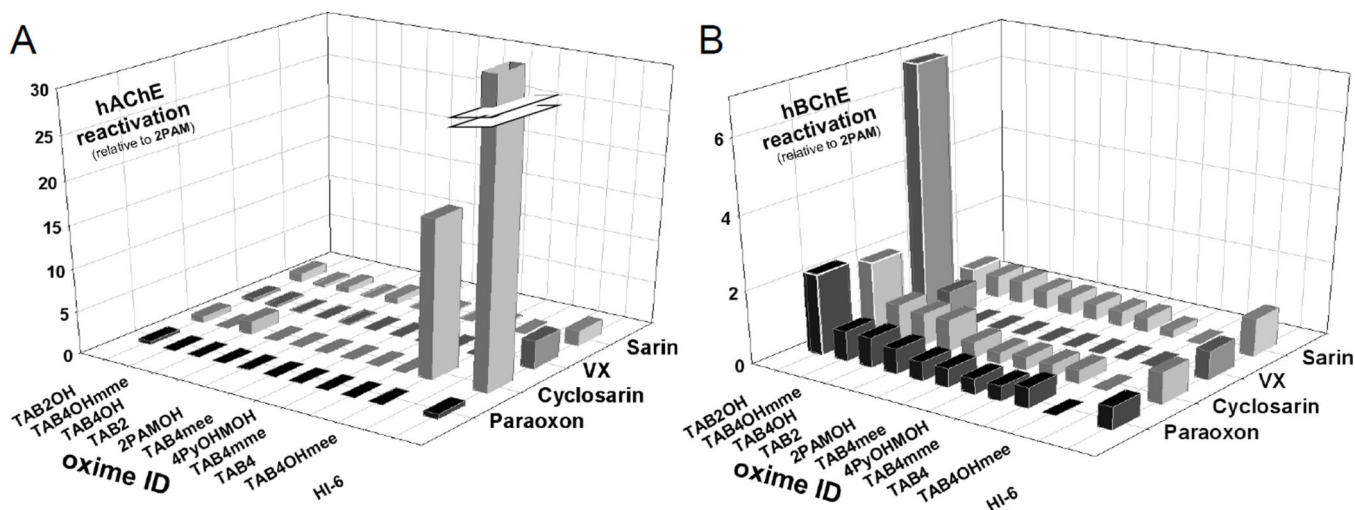 A
hAChE
reactivation
(relative to 2PAM)
30
25
20
15
10
5
0
TAB2OH
TAB4OHmme
TAB4OH
TAB2
2PAMOH
TAB4mee
4PyOHMOH
TAB4mme
TAB4
TAB4OHmee
HI-6
oxime ID
Paraoxon
Cyclosarin
VX
Sarin
B
hBChE
reactivation
(relative to 2PAM)
6
4
2
0
TAB2OH
TAB4OHmme
TAB4OH
TAB2
2PAMOH
TAB4mee
4PyOHMOH
TAB4mme
TAB4
TAB4OHmee
HI-6
oxime ID
Paraoxon
Cyclosarin
VX
Sarin